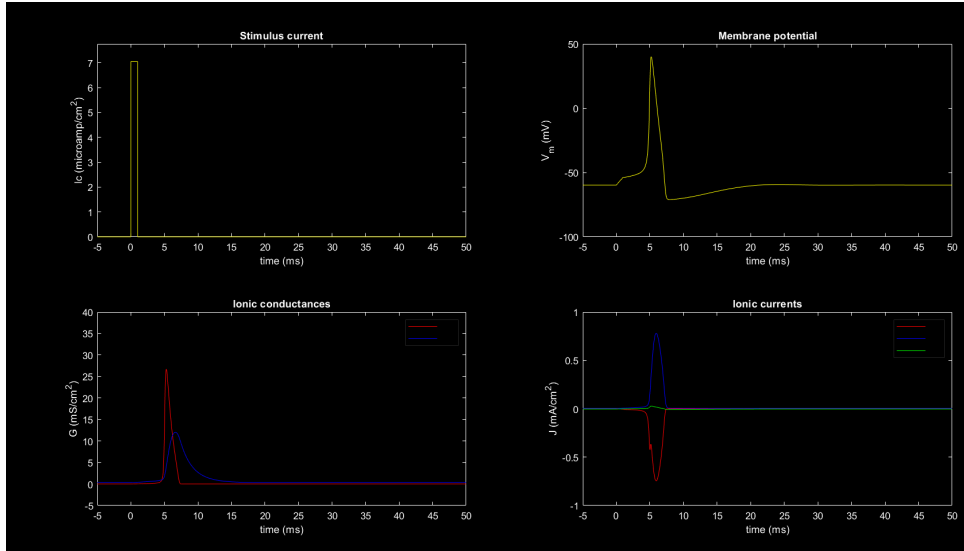 Stimulus current
7
6
5
4
3
2
1
0
Ic (microamp/cm²)
-5 0 5 10 15 20 25 30 35 40 45 50
time (ms)
Membrane potential
50
0
-50
-100
V_m (mV)
-5 0 5 10 15 20 25 30 35 40 45 50
time (ms)
Ionic conductances
40
35
30
25
20
15
10
5
0
-5
G (mS/cm²)
-5 0 5 10 15 20 25 30 35 40 45 50
time (ms)
Ionic currents
1
0.5
0
-0.5
-1
J (mA/cm²)
-5 0 5 10 15 20 25 30 35 40 45 50
time (ms)